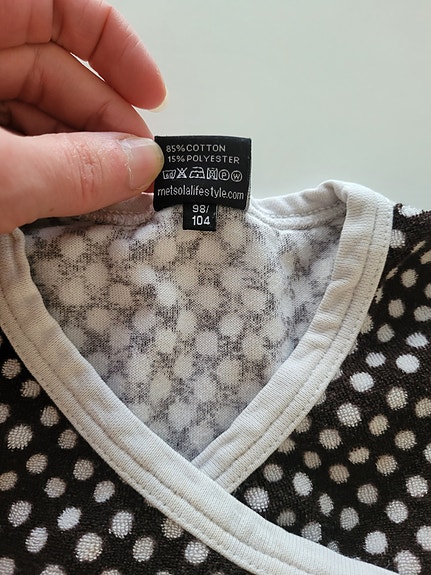 85% COTTON
15% POLYESTER
P W
metsolalifestyle.com
98/
104